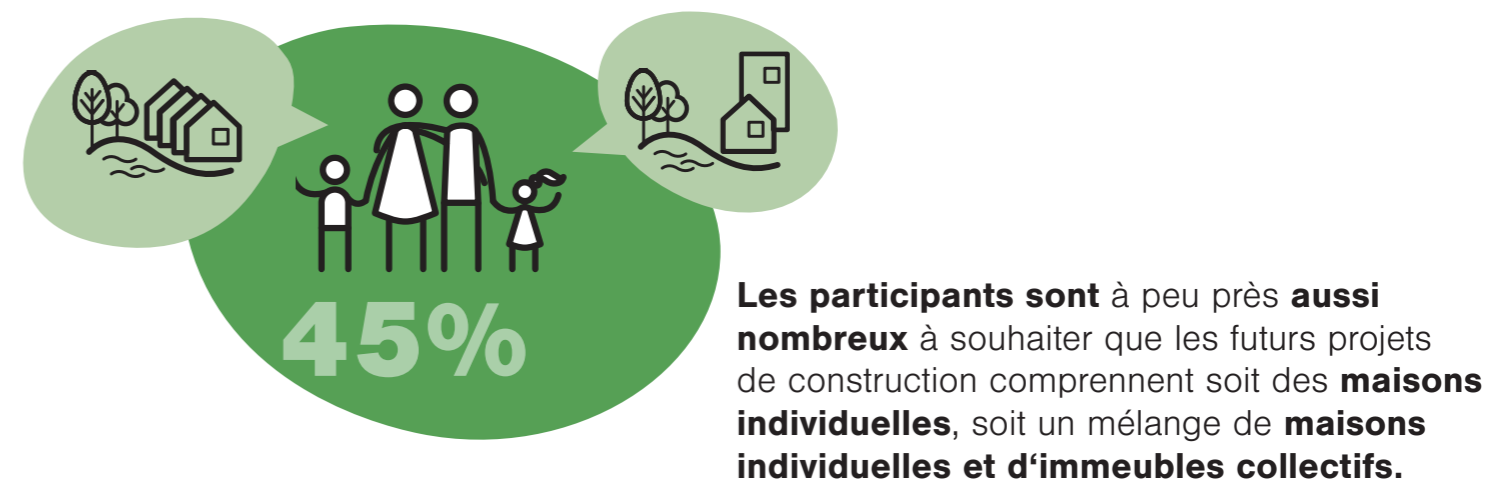 45%
Les participants sont à peu près aussi
nombreux à souhaiter que les futurs projets
de construction comprennent soit des maisons
individuelles, soit un mélange de maisons
individuelles et d‘immeubles collectifs.